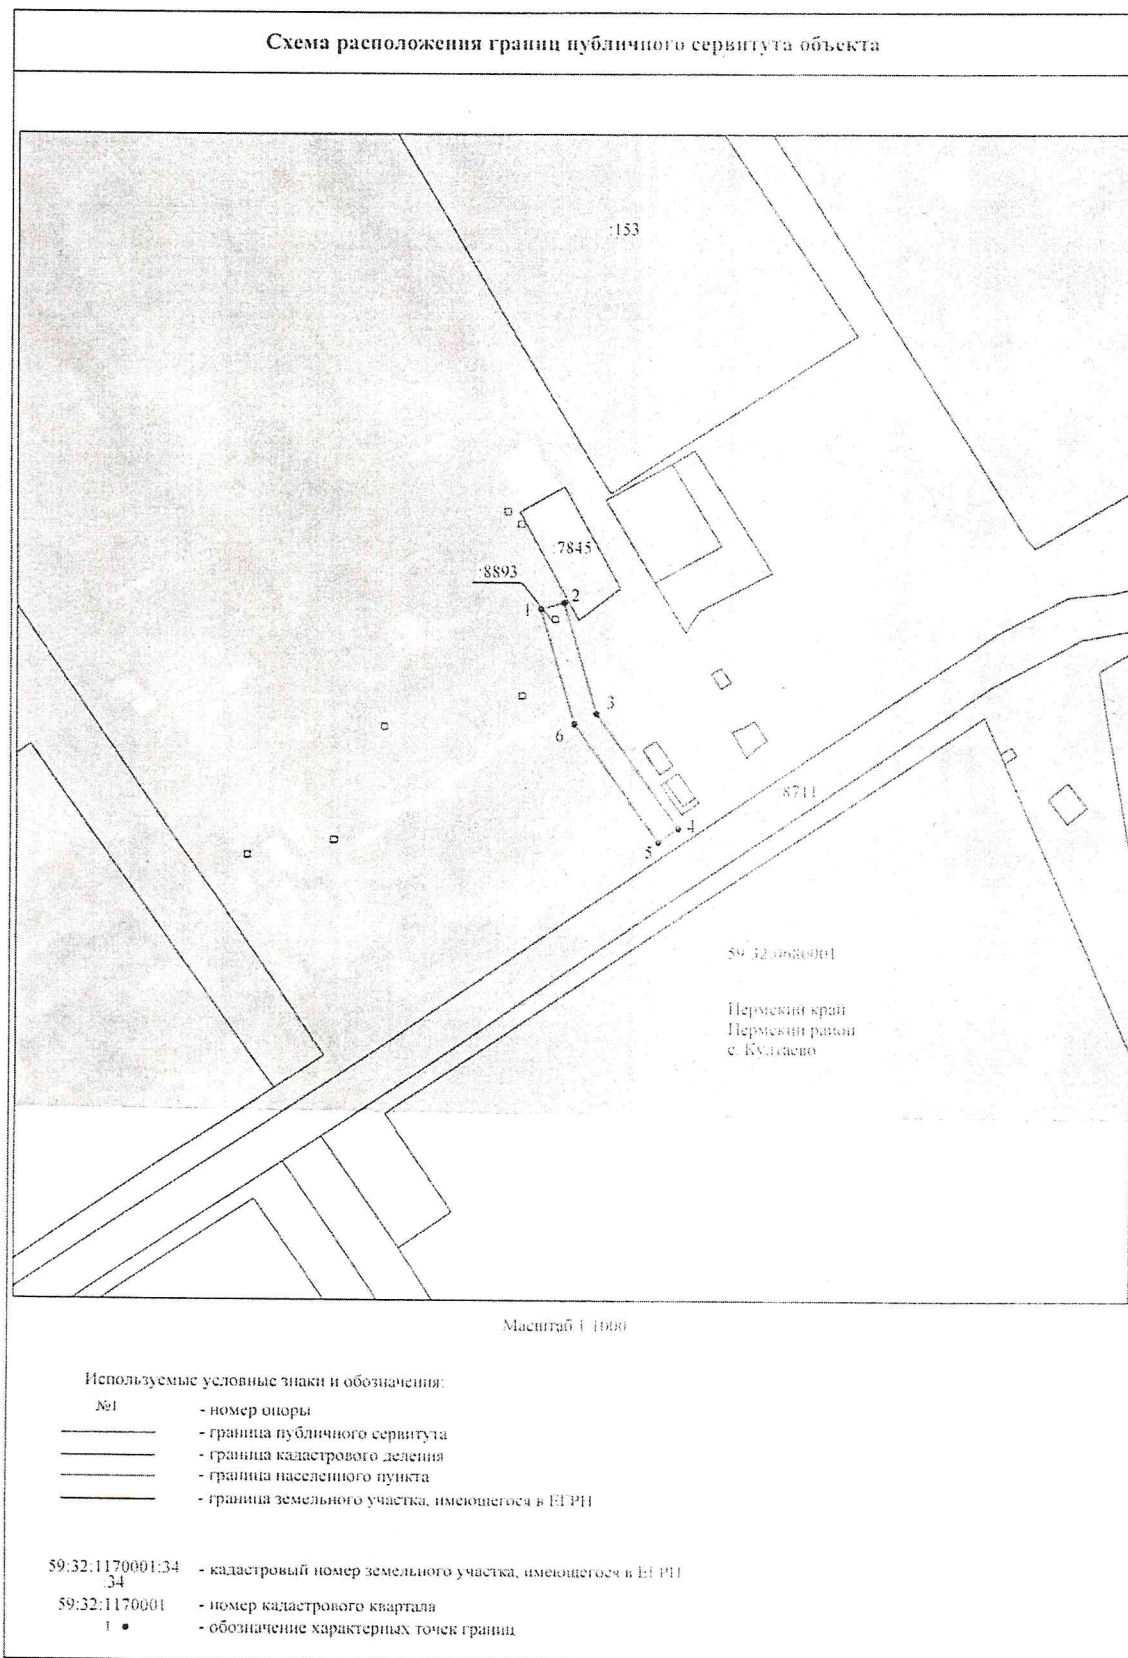 Схема расположения границ публичного сервитута объекта
:153
:7845
:8893
1
2
3
6
8711
4
5
59:32:0680001
Пермский край
Пермский район
с. Култаево
Масштаб 1:1000
Используемые условные знаки и обозначения:
№1 - номер опоры
- граница публичного сервитута
- граница кадастрового деления
- граница населенного пункта
- граница земельного участка, имеющегося в ЕГРН
59:32:1170001:34 - кадастровый номер земельного участка, имеющегося в ЕГРН
:34
59:32:1170001 - номер кадастрового квартала
1 - обозначение характерных точек границ